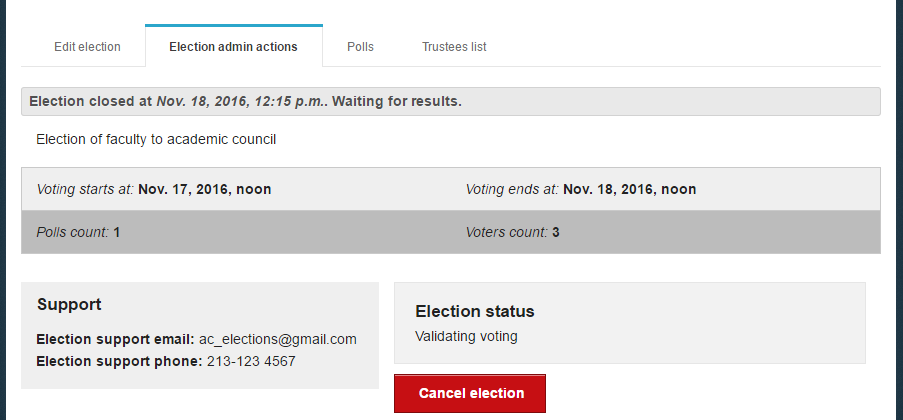 Edit election
Election admin actions
Polls
Trustees list
Election closed at Nov. 18, 2016, 12:15 p.m.. Waiting for results.
Election of faculty to academic council
Voting starts at: Nov. 17, 2016, noon
Voting ends at: Nov. 18, 2016, noon
Polls count: 1
Voters count: 3
Support
Election support email: ac_elections@gmail.com
Election support phone: 213-123 4567
Election status
Validating voting
Cancel election